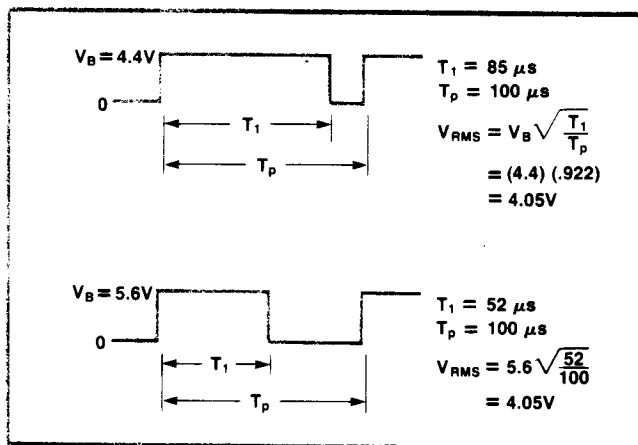 V_B = 4.4V
0
T_1
T_p
T_1 = 85 μs
T_p = 100 μs
V_RMS = V_B √(T_1/T_p)
= (4.4) (.922)
= 4.05V
V_B = 5.6V
0
T_1
T_p
T_1 = 52 μs
T_p = 100 μs
V_RMS = 5.6 √(52/100)
= 4.05V